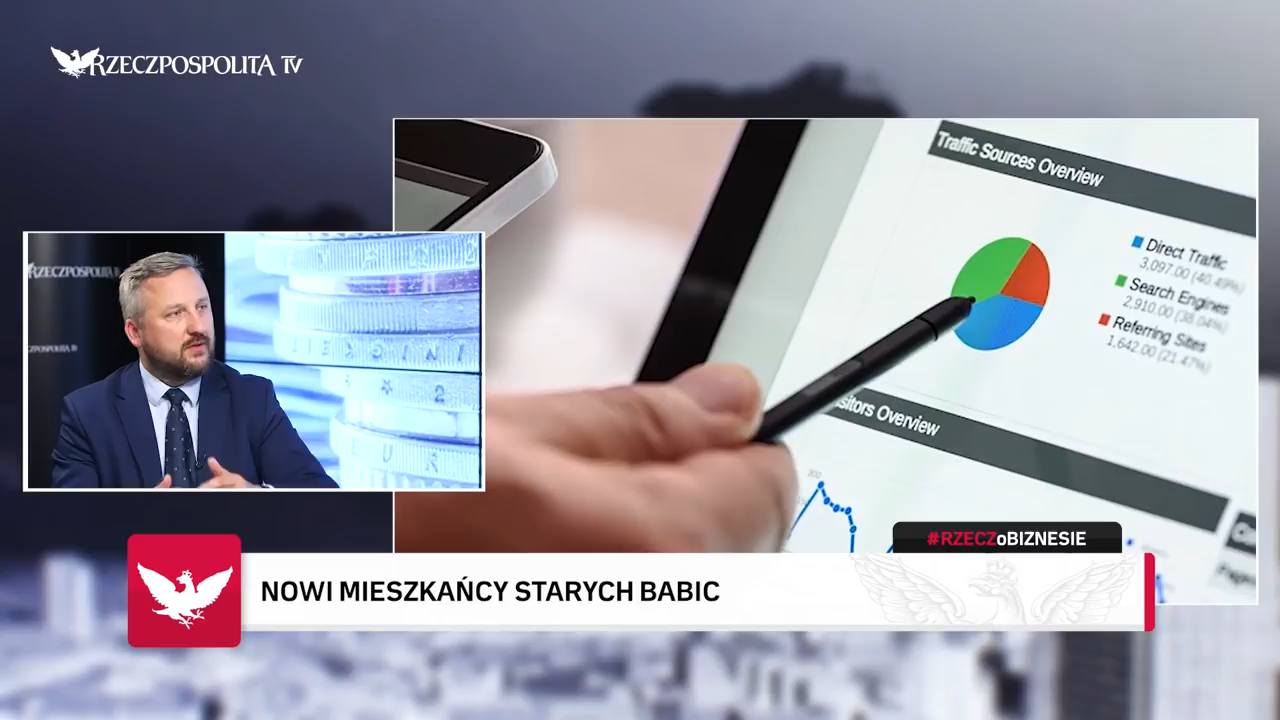 RZECZPOSPOLITA TV
Traffic Sources Overview
Direct Traffic
3,097.00 (40.49%)
Search Engines
2,910.00 (38.04%)
Referring Sites
1,642.00 (21.47%)
RZECZPOSPOLITA
sitors Overview
#RZECZoBIZNESIE
NOWI MIESZKAŃCY STARYCH BABIC